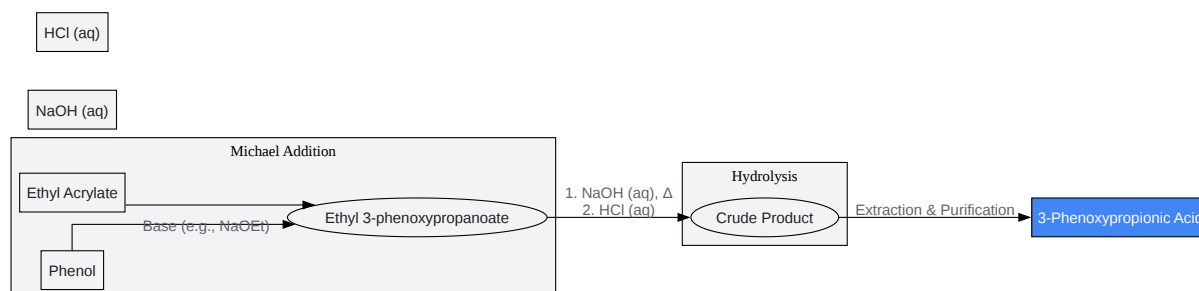 HCl (aq)
NaOH (aq)
Michael Addition
Ethyl Acrylate
Base (e.g., NaOEt)
Phenol
Ethyl 3-phenoxypropanoate
1. NaOH (aq), Δ
2. HCl (aq)
Hydrolysis
Crude Product
Extraction & Purification
3-Phenoxypropionic Acid